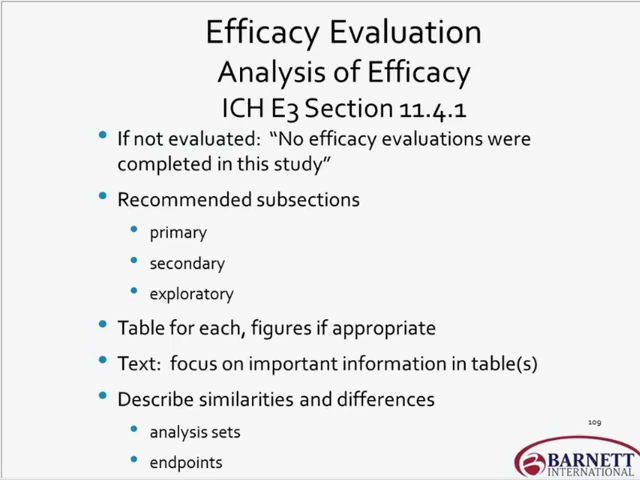 Efficacy Evaluation
Analysis of Efficacy
ICH E3 Section 11.4.1
• If not evaluated: “No efficacy evaluations were
completed in this study”
• Recommended subsections
• primary
• secondary
• exploratory
• Table for each, figures if appropriate
• Text: focus on important information in table(s)
• Describe similarities and differences
• analysis sets
• endpoints
109
BARNETT
INTERNATIONAL